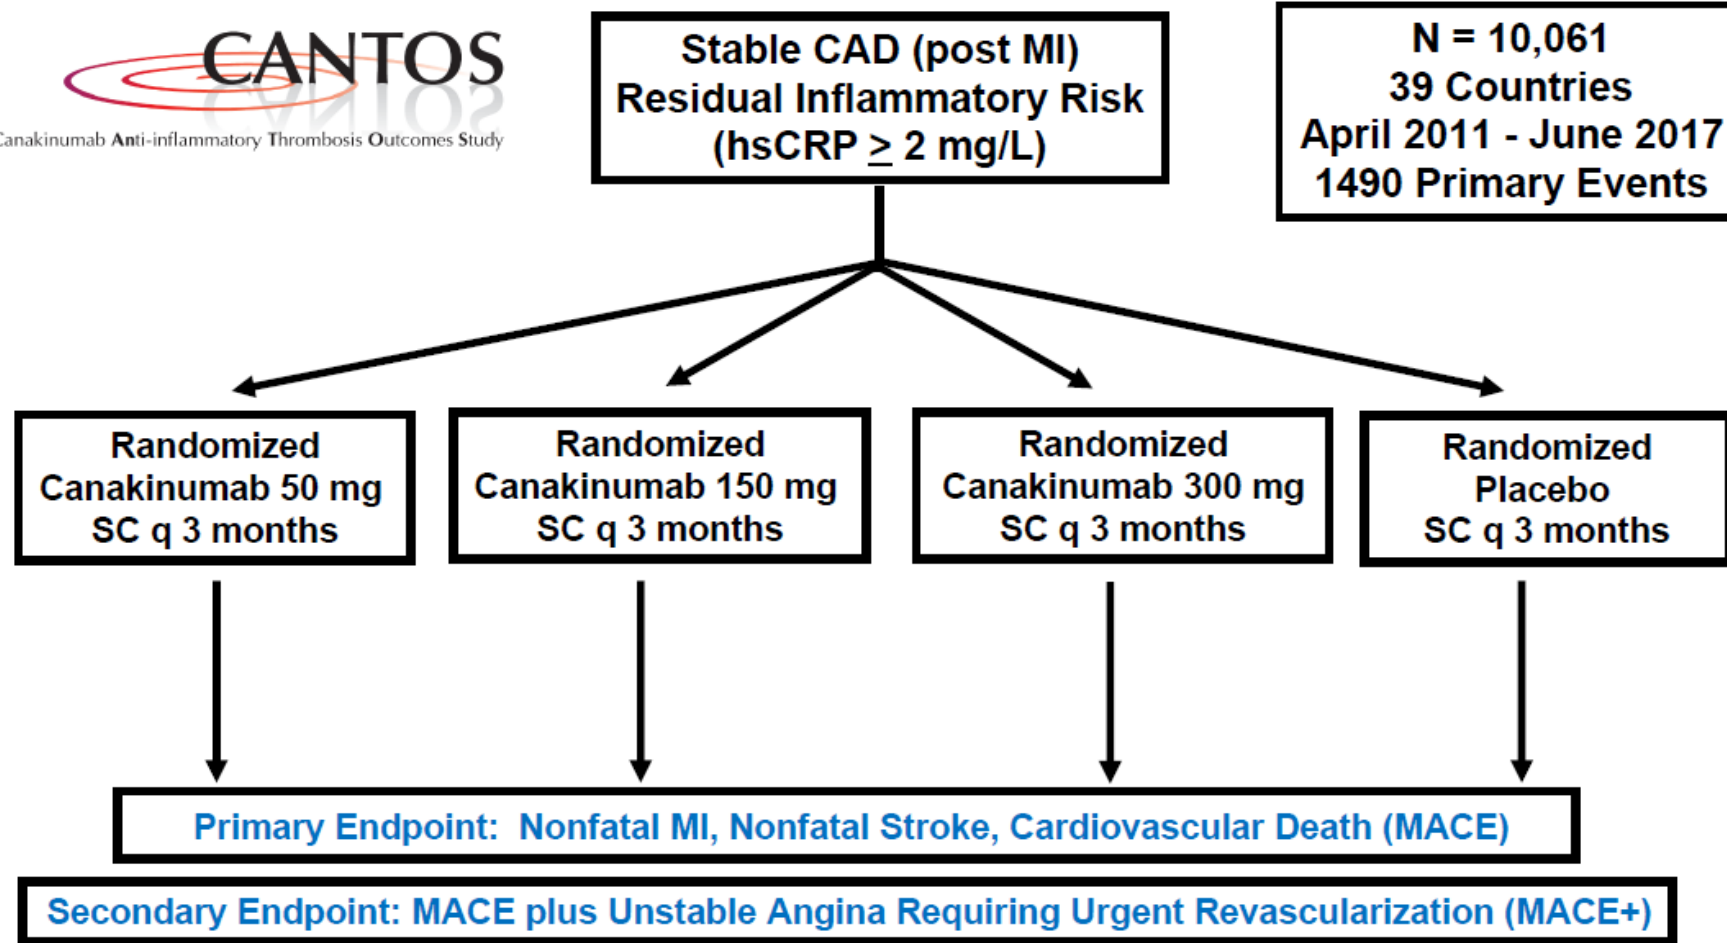 CANTOS
Canakinumab Anti-inflammatory Thrombosis Outcomes Study
Stable CAD (post MI)
Residual Inflammatory Risk
(hsCRP ≥ 2 mg/L)
N = 10,061
39 Countries
April 2011 - June 2017
1490 Primary Events
Randomized
Canakinumab 50 mg
SC q 3 months
Randomized
Canakinumab 150 mg
SC q 3 months
Randomized
Canakinumab 300 mg
SC q 3 months
Randomized
Placebo
SC q 3 months
Primary Endpoint: Nonfatal MI, Nonfatal Stroke, Cardiovascular Death (MACE)
Secondary Endpoint: MACE plus Unstable Angina Requiring Urgent Revascularization (MACE+)